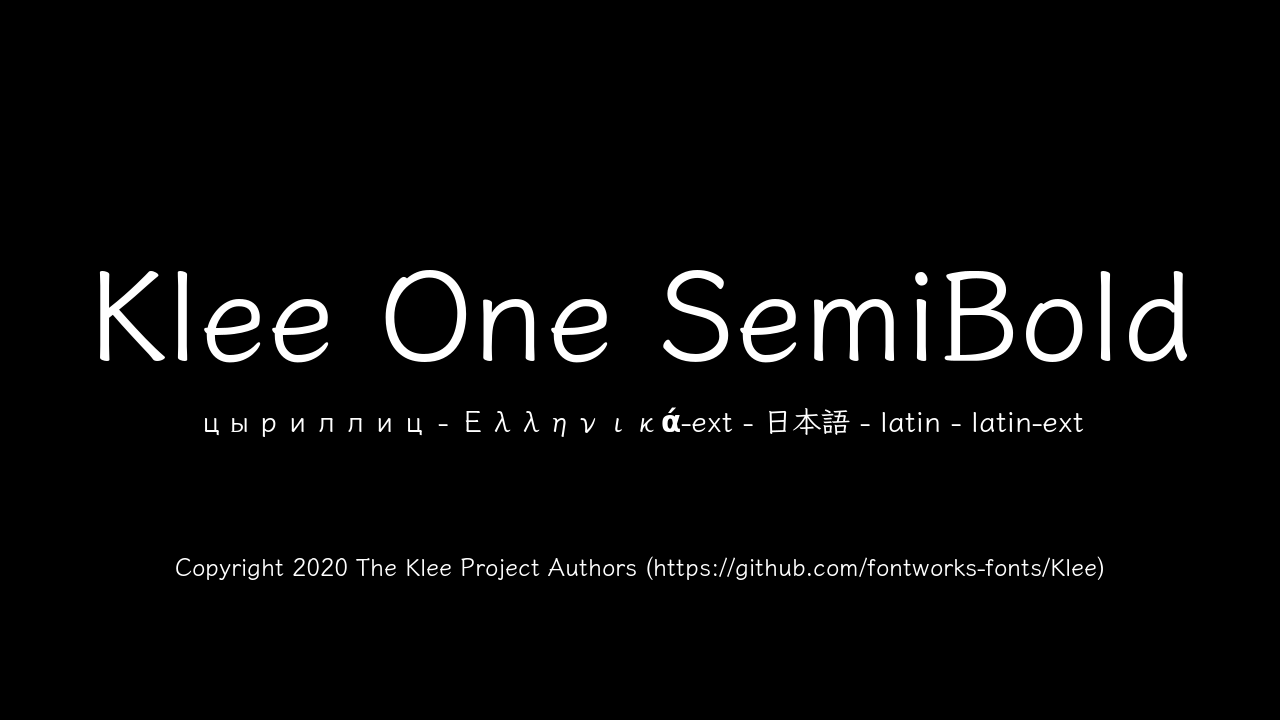 Klee One SemiBold
цыриллиц - Ελληνικά-ext - 日本語 - latin - latin-ext
Copyright 2020 The Klee Project Authors (https://github.com/fontworks-fonts/Klee)